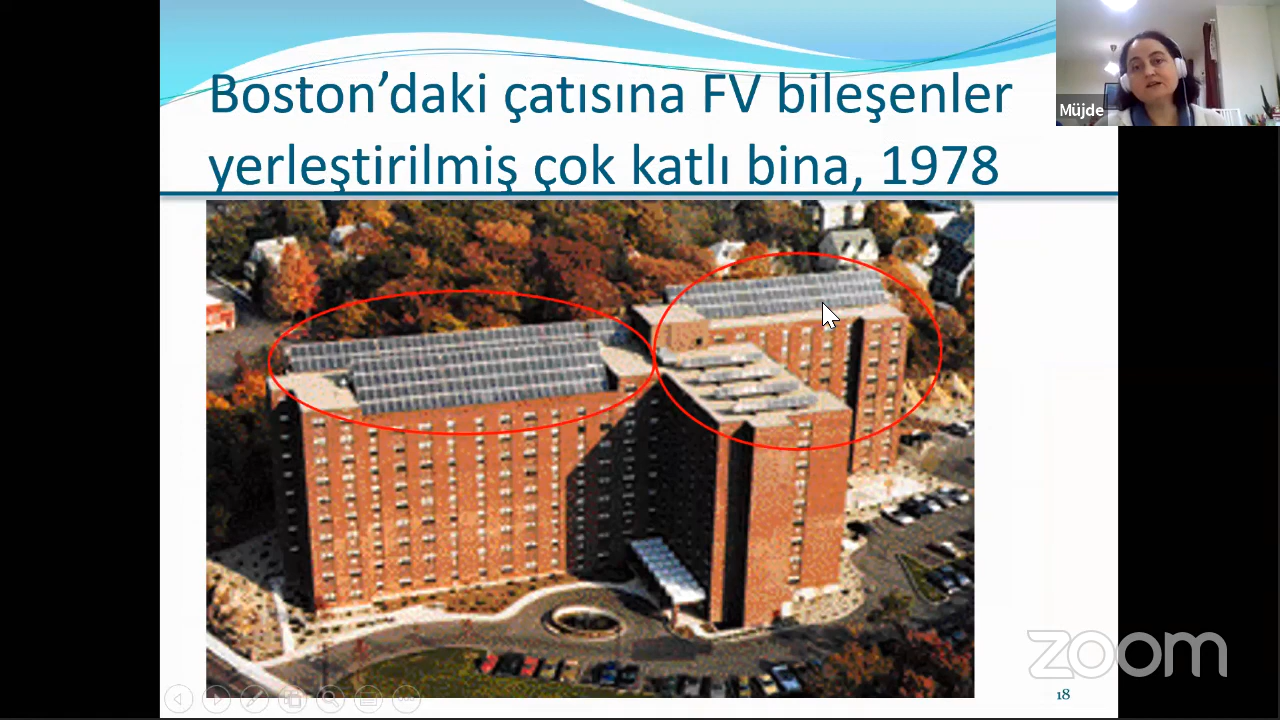 Boston’daki çatısına FV bileşenler
yerleştirilmiş çok katlı bina, 1978
Müjde
zoom
18